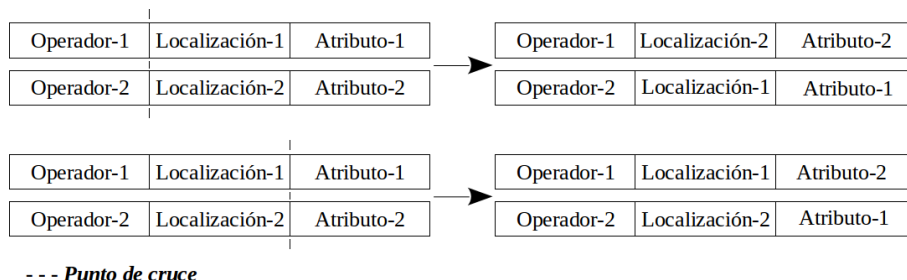 Operador-1 Localización-1 Atributo-1 Operador-1 Localización-2 Atributo-2
Operador-2 Localización-2 Atributo-2 Operador-2 Localización-1 Atributo-1
Operador-1 Localización-1 Atributo-1 Operador-1 Localización-1 Atributo-2
Operador-2 Localización-2 Atributo-2 Operador-2 Localización-2 Atributo-1
- - - Punto de cruce